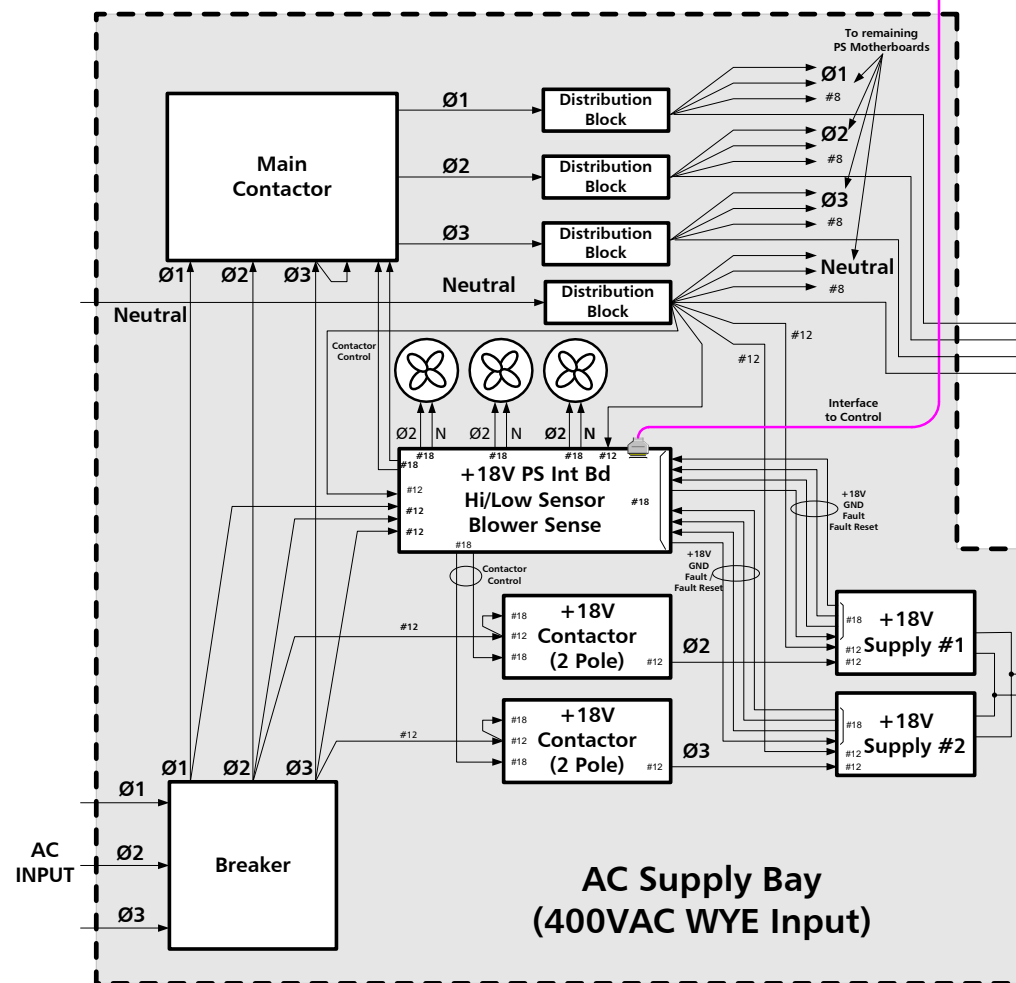 To remaining
PS Motherboards
Ø1
#8
Ø2
#8
Ø3
#8
Neutral
#8
Main
Contactor
Ø1
Ø2
Ø3
Distribution
Block
Distribution
Block
Distribution
Block
Distribution
Block
Ø1
Ø2
Ø3
Neutral
Neutral
#12
#12
Contactor
Control
Interface
to Control
Ø2
N
Ø2
N
Ø2
N
#18
#18
#18
#12
#18
#12
#12
#12
+18V PS Int Bd
Hi/Low Sensor
Blower Sense
#18
#18
+18V
GND
Fault
Fault Reset
+18V
GND
Fault /
Fault Reset
Contactor
Control
#12
#18
#12
#18
+18V
Contactor
(2 Pole)
#12
Ø2
#18
#12
#12
+18V
Supply #1
#12
#18
#12
#18
+18V
Contactor
(2 Pole)
#12
Ø3
#18
#12
#12
+18V
Supply #2
Ø1
Ø2
Ø3
AC
INPUT
Ø1
Ø2
Ø3
Breaker
AC Supply Bay
(400VAC WYE Input)